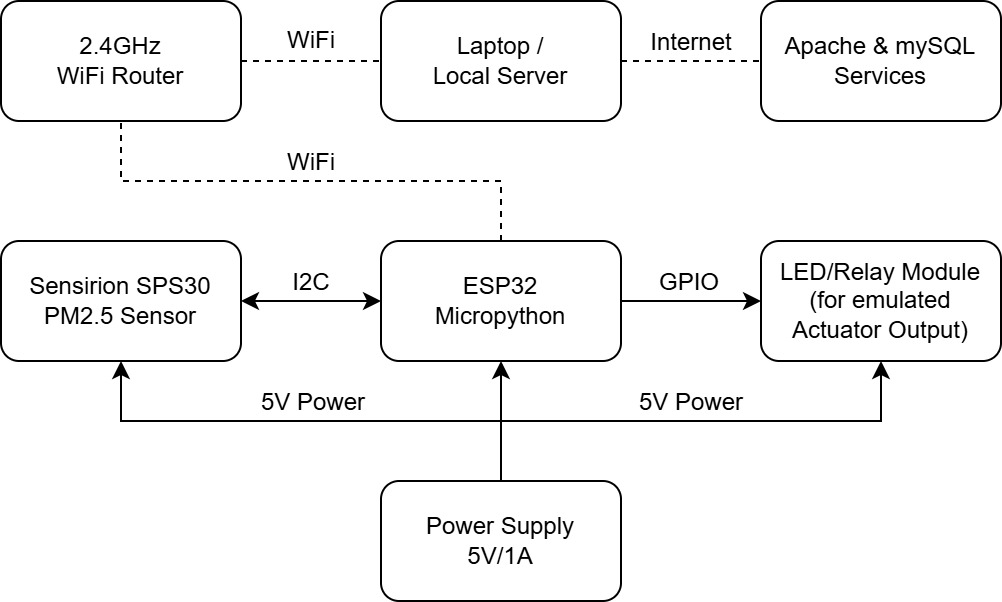 2.4GHz
WiFi Router
WiFi
Laptop /
Local Server
Internet
Apache & mySQL
Services
WiFi
Sensirion SPS30
PM2.5 Sensor
I2C
ESP32
Micropython
GPIO
LED/Relay Module
(for emulated
Actuator Output)
5V Power
5V Power
Power Supply
5V/1A